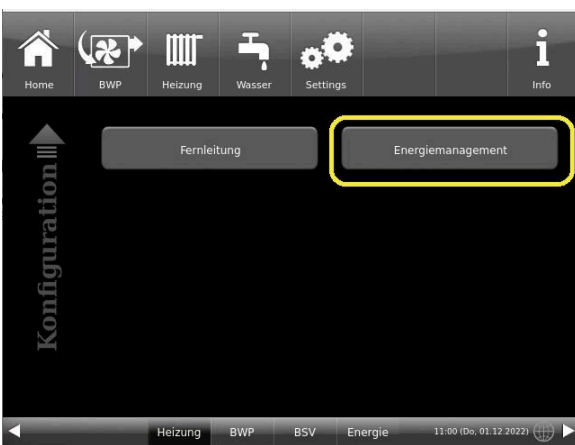 Home BWP Heizung Wasser Settings Info
Fernleitung Energiemanagement
Konfiguration
Heizung BWP BSV Energie 11:00 (Do, 01.12.2022)